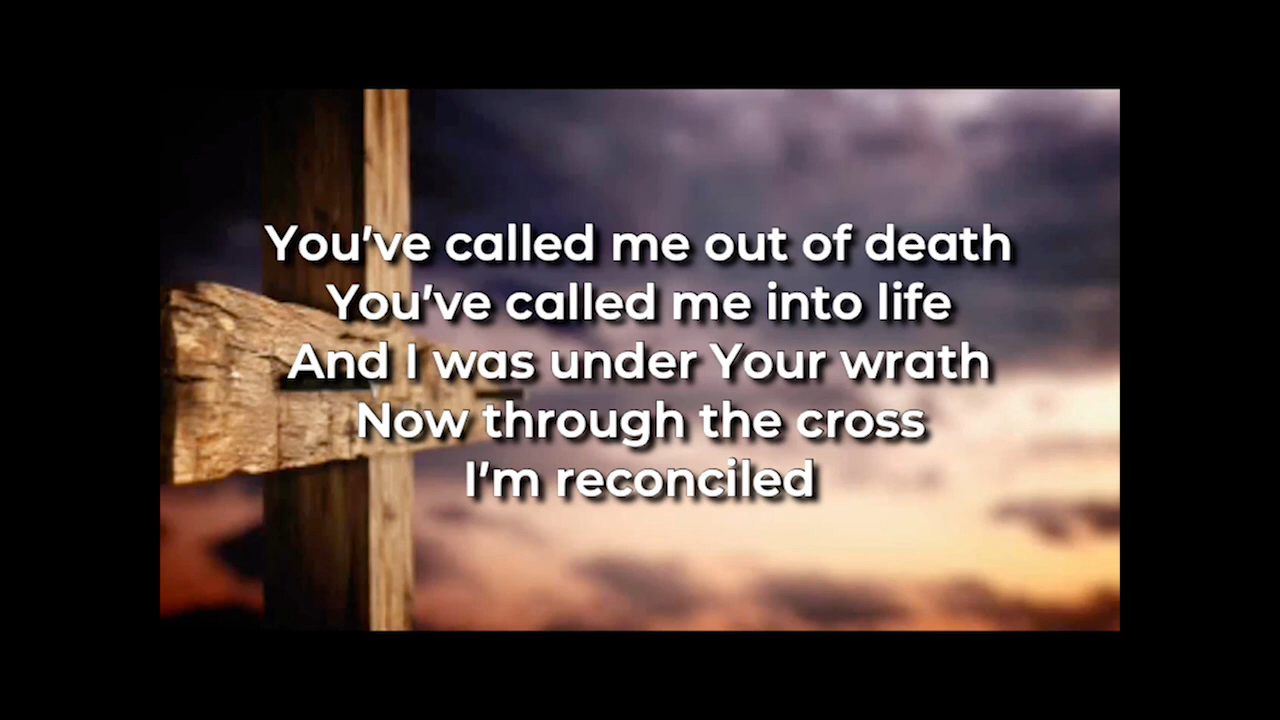 You've called me out of death
You've called me into life
And I was under Your wrath
Now through the cross
I'm reconciled